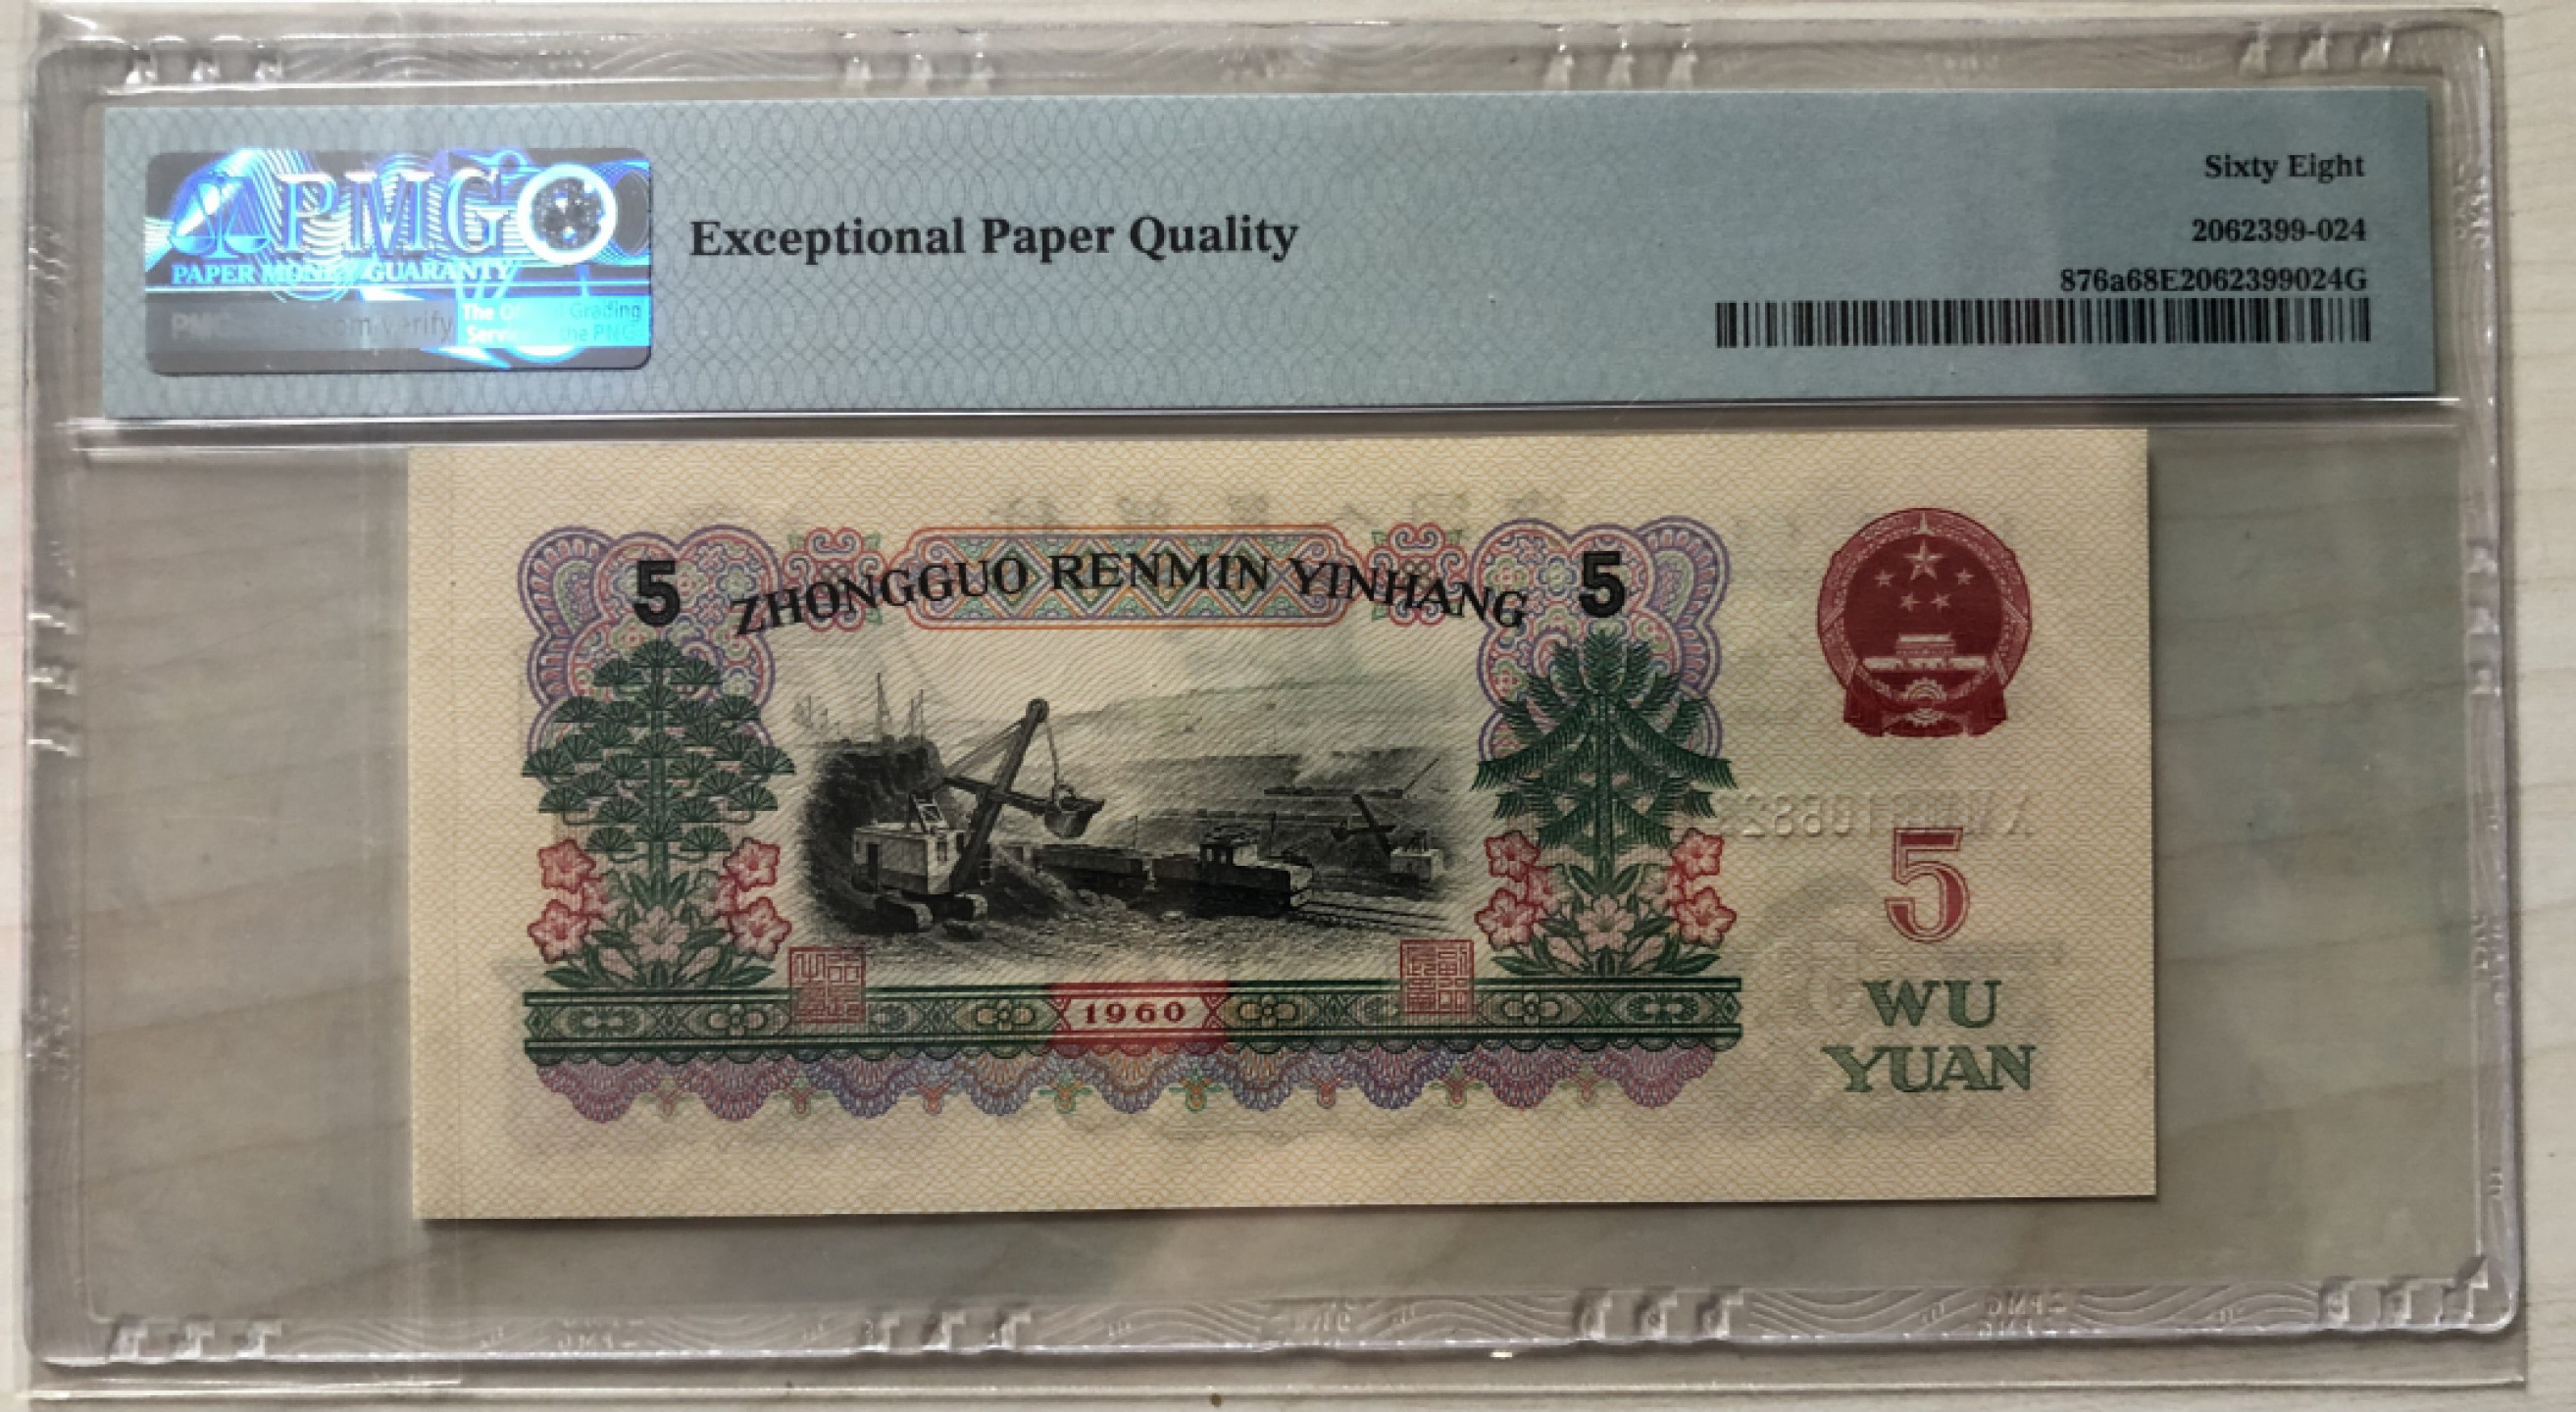 PMG
PAPER MONEY GUARANTY
Exceptional Paper Quality
Sixty Eight
2062399-024
876a68E2062399024G
5 ZHONGGUO RENMIN YINHANG 5
1960
5
WU
YUAN